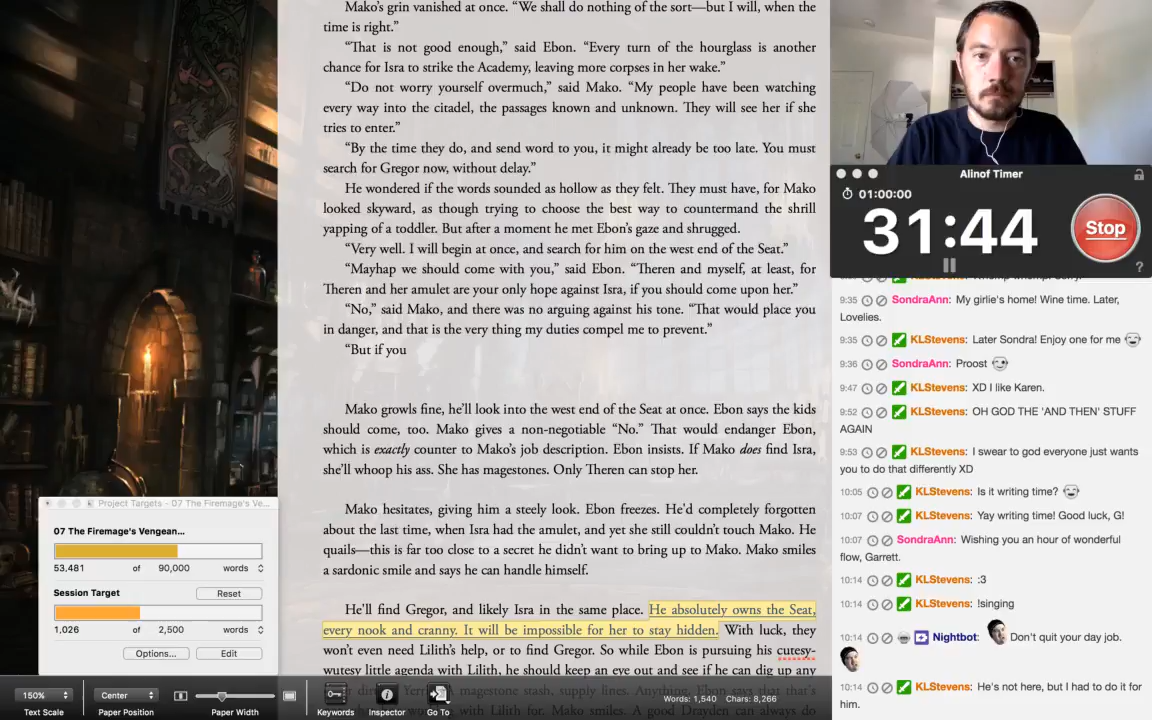 Mako's grin vanished at once. “We shall do nothing of the sort—but I will, when the
time is right.”
“That is not good enough,” said Ebon. “Every turn of the hourglass is another
chance for Isra to strike the Academy, leaving more corpses in her wake.”
“Do not worry yourself overmuch,” said Mako. “My people have been watching
every way into the citadel, the passages known and unknown. They will see her if she
tries to enter.”
“By the time they do, and send word to you, it might already be too late. You must
search for Gregor now, without delay.”
He wondered if the words sounded as hollow as they felt. They must have, for Mako
looked skyward, as though trying to choose the best way to countermand the shrill
yapping of a toddler. But after a moment he met Ebon's gaze and shrugged.
“Very well. I will begin at once, and search for him on the west end of the Seat.”
“Mayhap we should come with you,” said Ebon. “Theren and myself, at least, for
Theren and her amulet are your only hope against Isra, if you should come upon her.”
“No,” said Mako, and there was no arguing against his tone. “That would place you
in danger, and that is the very thing my duties compel me to prevent.”
“But if you
Mako growls fine, he'll look into the west end of the Seat at once. Ebon says the kids
should come, too. Mako gives a non-negotiable “No.” That would endanger Ebon,
which is exactly counter to Mako's job description. Ebon insists. If Mako does find Isra,
she'll whoop his ass. She has magestones. Only Theren can stop her.
Mako hesitates, giving him a steely look. Ebon freezes. He'd completely forgotten
about the last time, when Isra had the amulet, and yet she still couldn't touch Mako. He
quails—this is far too close to a secret he didn't want to bring up to Mako. Mako smiles
a sardonic smile and says he can handle himself.
He'll find Gregor, and likely Isra in the same place. He absolutely owns the Seat,
every nook and cranny. It will be impossible for her to stay hidden. With luck, they
won't even need Lilith's help, or to find Gregor. So while Ebon is pursuing his cutesy-
wutesy little agenda with Lilith, he should keep an eye out and see if he can dig up any
Project Targets - 07 The Firemage's Ve...
07 The Firemage's Vengean...
53,481 of 90,000 words
Session Target
Reset
1,026 of 2,500 words
Options...
Edit
150%
Text Scale
Center
Paper Position
Paper Width
Keywords
Inspector
Go To
Words: 1,540
Chars: 8,266
Alinof Timer
01:00:00
31:44
Stop
?
9:35 SondraAnn: My girlie's home! Wine time. Later,
Lovelies.
9:35 KLStevens: Later Sondra! Enjoy one for me
9:36 SondraAnn: Proost
9:47 KLStevens: XD I like Karen.
9:52 KLStevens: OH GOD THE 'AND THEN' STUFF
AGAIN
9:53 KLStevens: I swear to god everyone just wants
you to do that differently XD
10:05 KLStevens: Is it writing time?
10:07 KLStevens: Yay writing time! Good luck, G!
10:07 SondraAnn: Wishing you an hour of wonderful
flow, Garrett.
10:14 KLStevens: :3
10:14 KLStevens: !singing
10:14 Nightbot: Don't quit your day job.
10:14 KLStevens: He's not here, but I had to do it for
him.